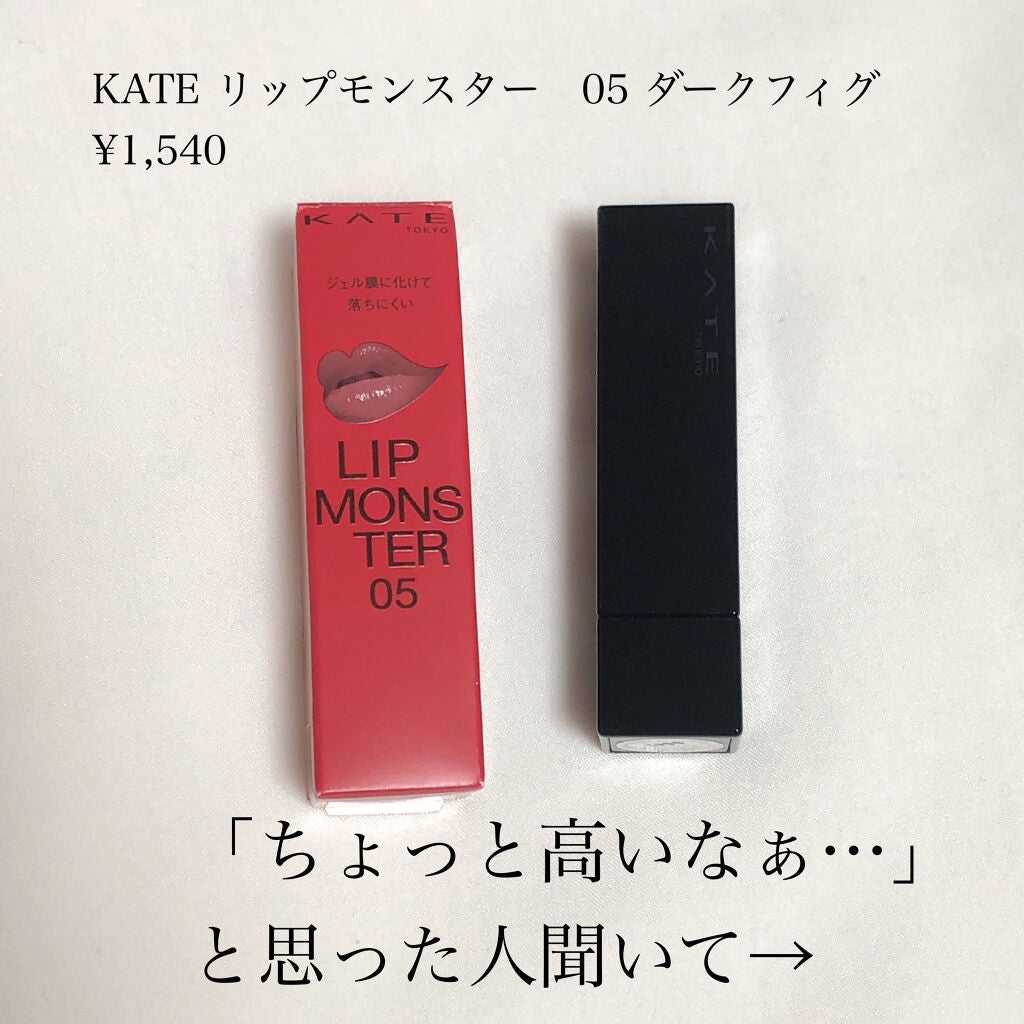 KATE リップモンスター　05 ダークフィグ
¥1,540
KATE
TOKYO
ジェル膜に化けて
落ちにくい
LIP
MONS
TER
05
KATE
TOKYO
「ちょっと高いなぁ…」
と思った人聞いて→